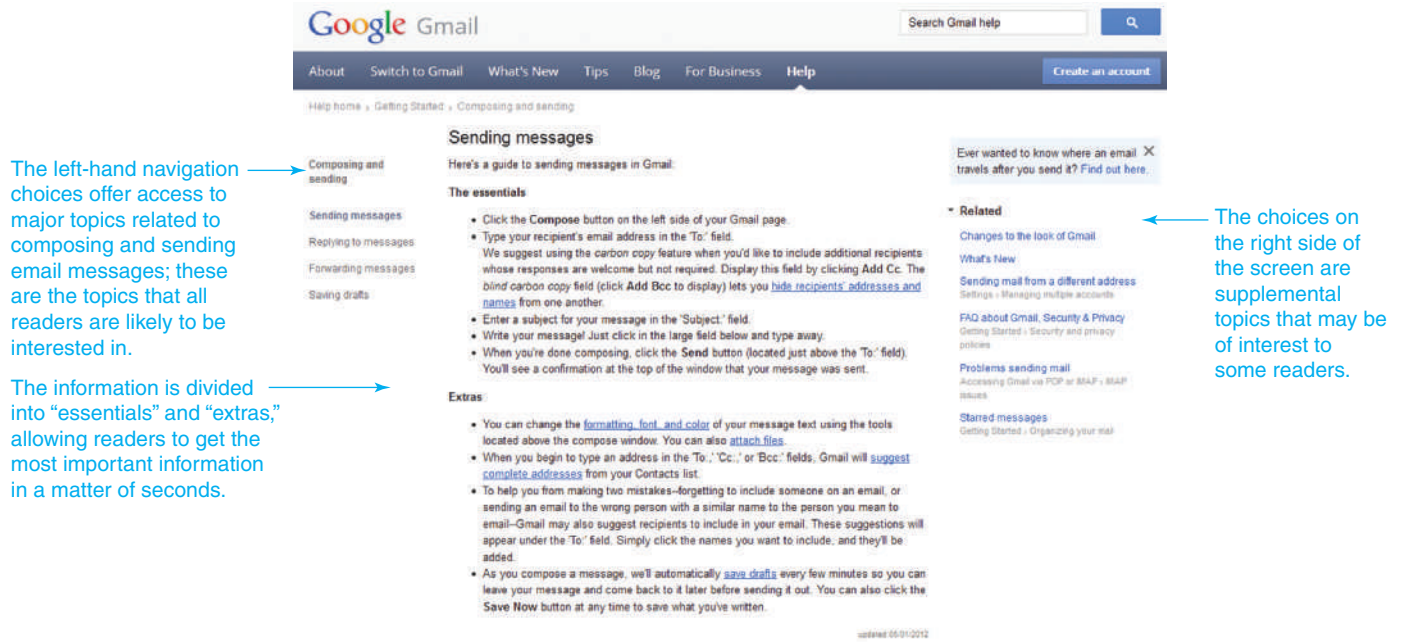 Google Gmail
Search Gmail help
About Switch to Gmail What's New Tips Blog For Business Help
Create an account
Help home › Getting Started › Composing and sending
The left-hand navigation
choices offer access to
major topics related to
composing and sending
email messages; these
are the topics that all
readers are likely to be
interested in.
The information is divided
into “essentials” and “extras,”
allowing readers to get the
most important information
in a matter of seconds.
Composing and
sending
Sending messages
Replying to messages
Forwarding messages
Saving drafts
Sending messages
Here's a guide to sending messages in Gmail:
The essentials
• Click the Compose button on the left side of your Gmail page.
• Type your recipient's email address in the 'To:' field.
We suggest using the carbon copy feature when you'd like to include additional recipients
whose responses are welcome but not required. Display this field by clicking Add Cc. The
blind carbon copy field (click Add Bcc to display) lets you hide recipients' addresses and
names from one another.
• Enter a subject for your message in the 'Subject:' field.
• Write your message! Just click in the large field below and type away.
• When you're done composing, click the Send button (located just above the 'To:' field).
You'll see a confirmation at the top of the window that your message was sent.
Extras
• You can change the formatting, font, and color of your message text using the tools
located above the compose window. You can also attach files.
• When you begin to type an address in the 'To:,' 'Cc:,' or 'Bcc:' fields, Gmail will suggest
complete addresses from your Contacts list.
• To help you from making two mistakes--forgetting to include someone on an email, or
sending an email to the wrong person with a similar name to the person you mean to
email--Gmail may also suggest recipients to include in your email. These suggestions will
appear under the 'To:' field. Simply click the names you want to include, and they'll be
added.
• As you compose a message, we'll automatically save drafts every few minutes so you can
leave your message and come back to it later before sending it out. You can also click the
Save Now button at any time to save what you've written.
updated 05/01/2012
Ever wanted to know where an email ×
travels after you send it? Find out here.
Related
Changes to the look of Gmail
What's New
Sending mail from a different address
Settings › Managing multiple accounts
FAQ about Gmail, Security & Privacy
Getting Started › Security and privacy
policies
Problems sending mail
Accessing Gmail via POP or IMAP › IMAP
issues
Starred messages
Getting Started › Organizing your mail
The choices on
the right side of
the screen are
supplemental
topics that may be
of interest to
some readers.